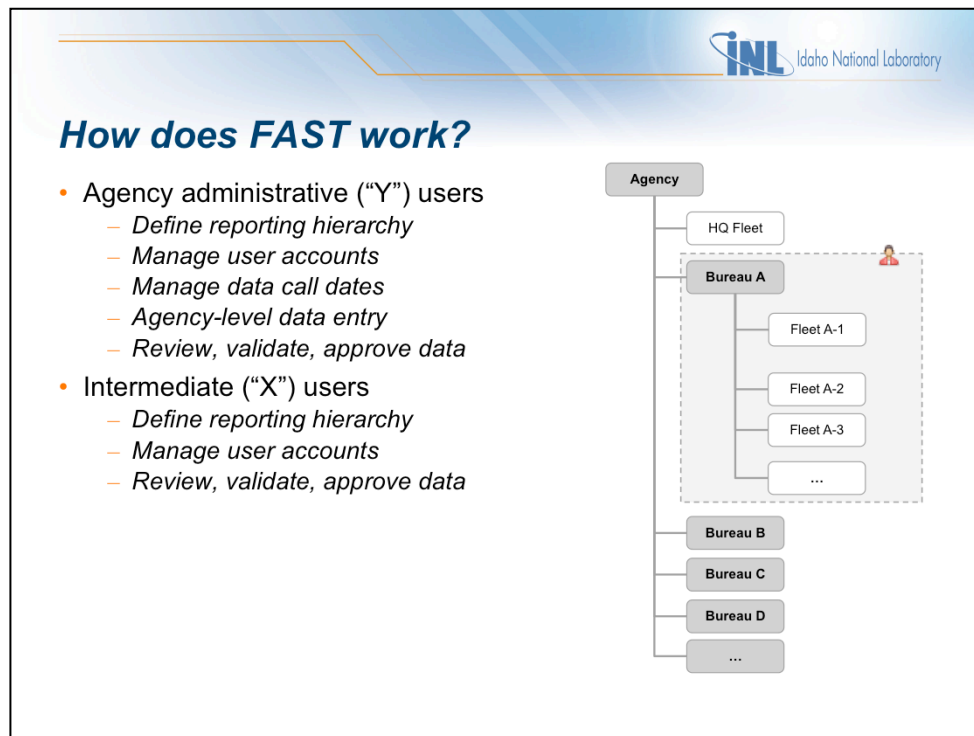 INL Idaho National Laboratory
How does FAST work?
• Agency administrative (“Y”) users
– Define reporting hierarchy
– Manage user accounts
– Manage data call dates
– Agency-level data entry
– Review, validate, approve data
• Intermediate (“X”) users
– Define reporting hierarchy
– Manage user accounts
– Review, validate, approve data
Agency
HQ Fleet
Bureau A
Fleet A-1
Fleet A-2
Fleet A-3
...
Bureau B
Bureau C
Bureau D
...